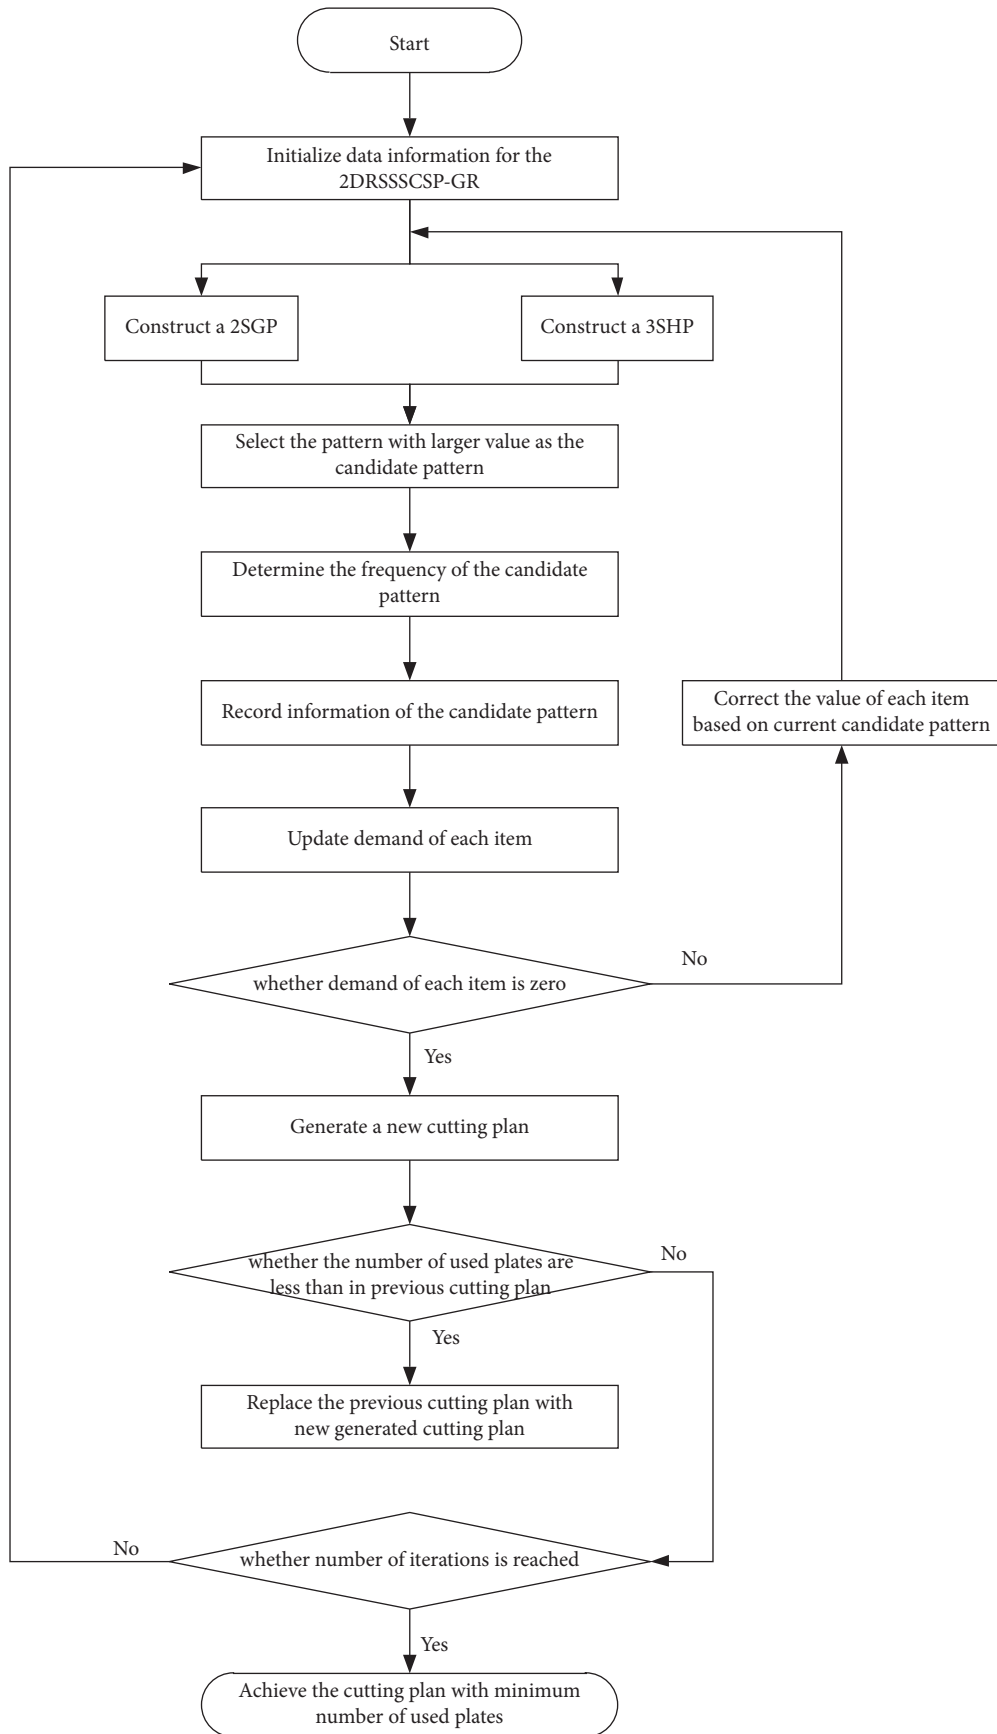 Start
Initialize data information for the
2DRSSSCSP-GR
Construct a 2SGP
Construct a 3SHP
Select the pattern with larger value as the
candidate pattern
Determine the frequency of the candidate
pattern
Record information of the candidate pattern
Correct the value of each item
based on current candidate pattern
Update demand of each item
whether demand of each item is zero
No
Yes
Generate a new cutting plan
whether the number of used plates are
less than in previous cutting plan
No
Yes
Replace the previous cutting plan with
new generated cutting plan
whether number of iterations is reached
No
Yes
Achieve the cutting plan with minimum
number of used plates